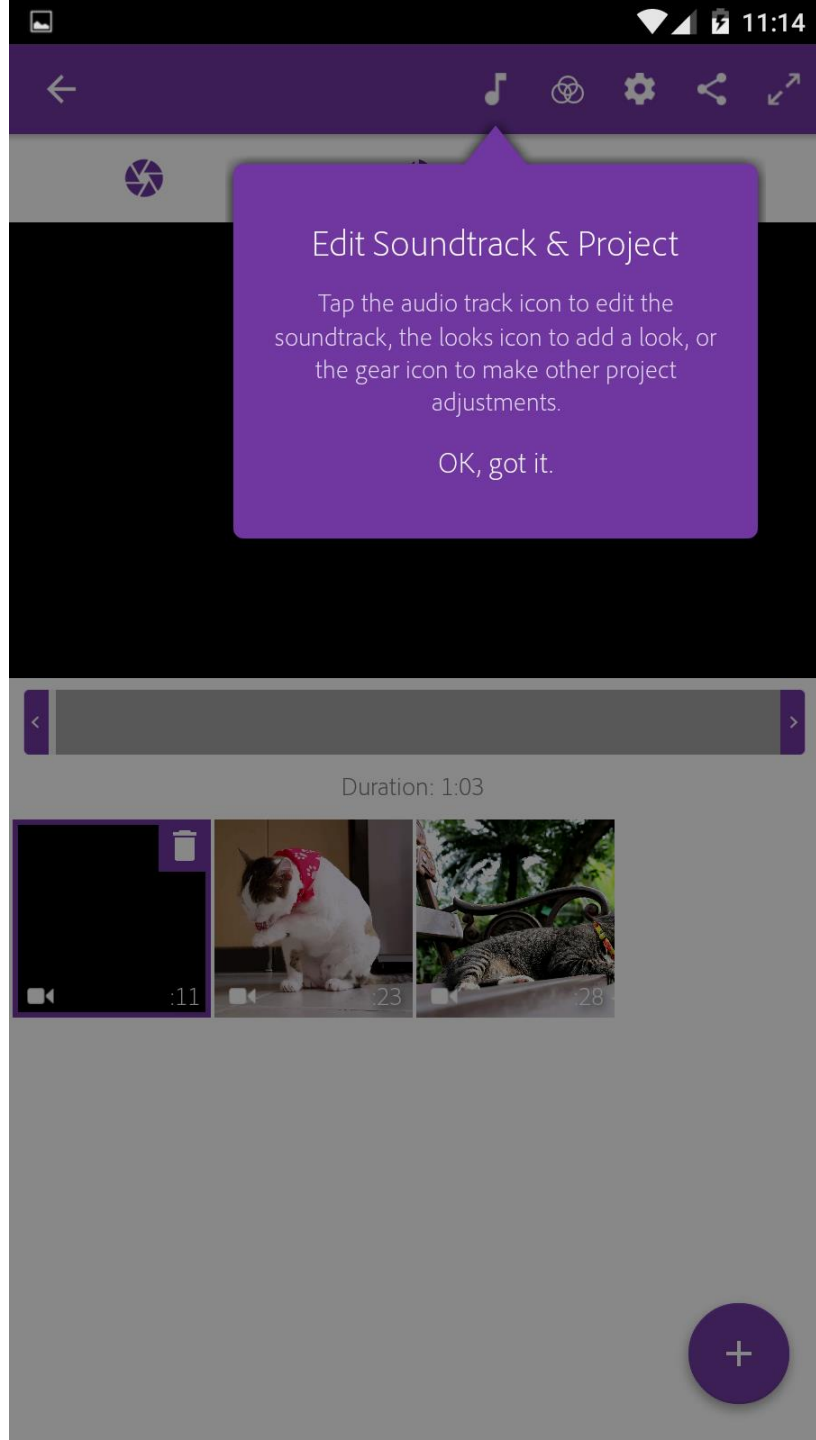 11:14
Edit Soundtrack & Project
Tap the audio track icon to edit the
soundtrack, the looks icon to add a look, or
the gear icon to make other project
adjustments.
OK, got it.
Duration: 1:03
:11
:23
:28